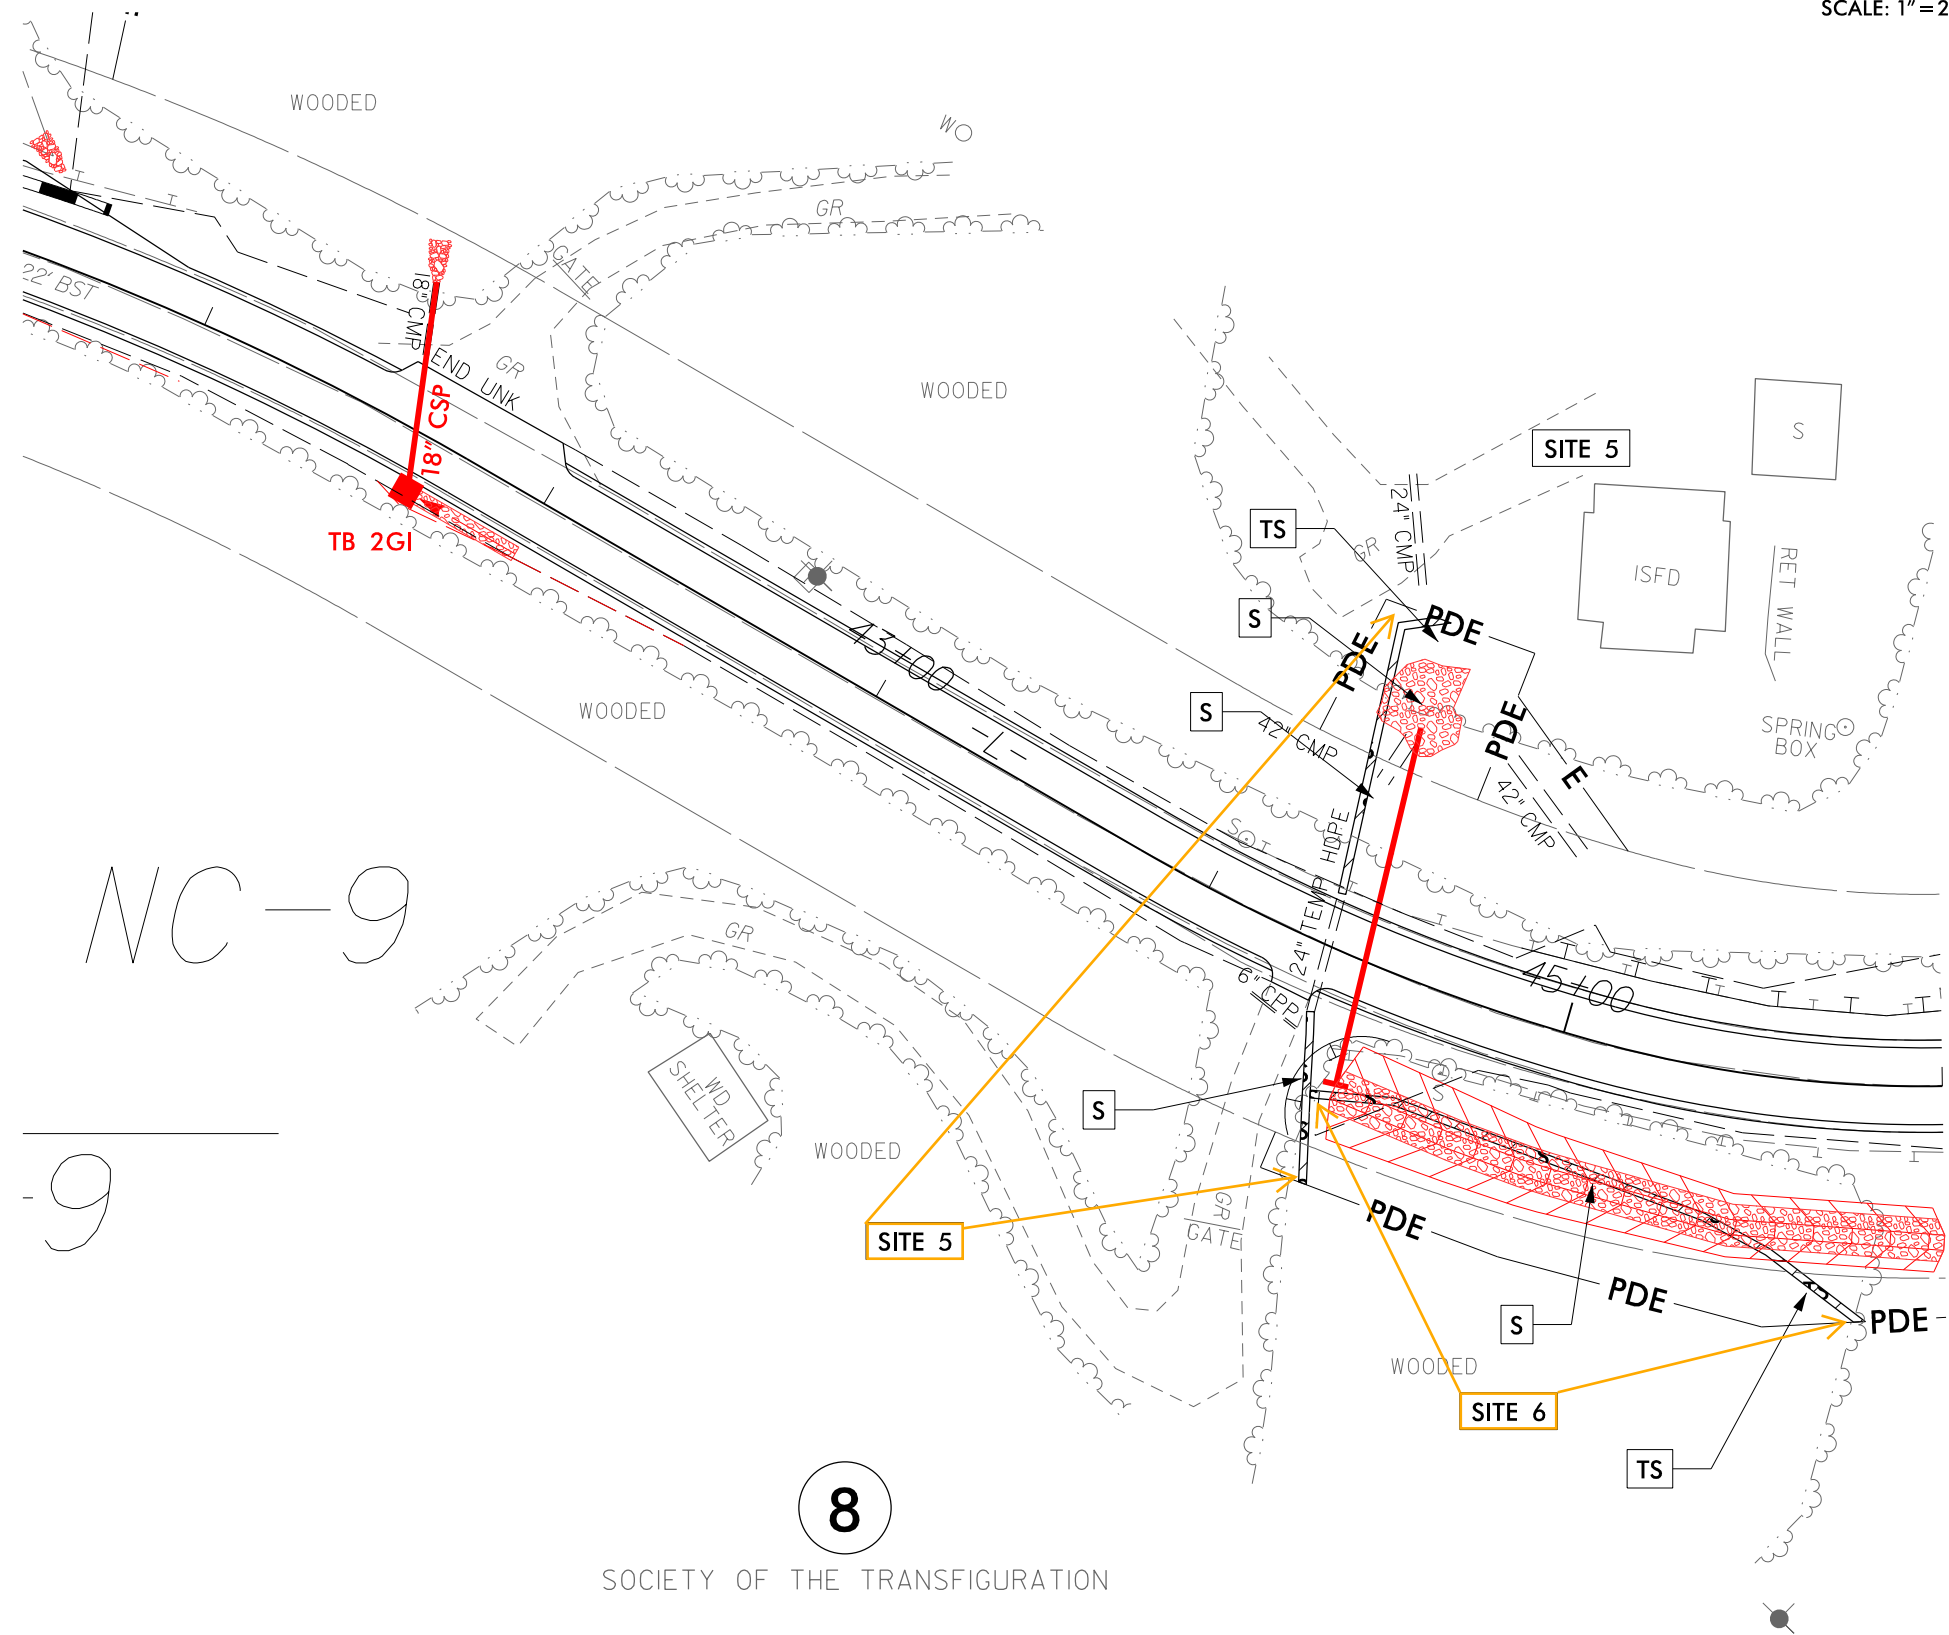 SCALE: 1"=2
WOODED
W
GR
GATE
22' BST
18" CMP
END UNK
GR
18" CSP
TB 2GI
WOODED
SITE 5
S
TS
24" CMP
GR
ISFD
RET WALL
S
PDE
PDE
43+00
WOODED
S
42" CMP
PDE
E
42" CMP
SPRING
BOX
L
S
24" TEMP HDPE
NC-9
GR
6" CPP
45+00
S
WD
SHELTER
S
WOODED
-9
GR
GATE
PDE
SITE 5
PDE
S
PDE
WOODED
SITE 6
TS
8
SOCIETY OF THE TRANSFIGURATION